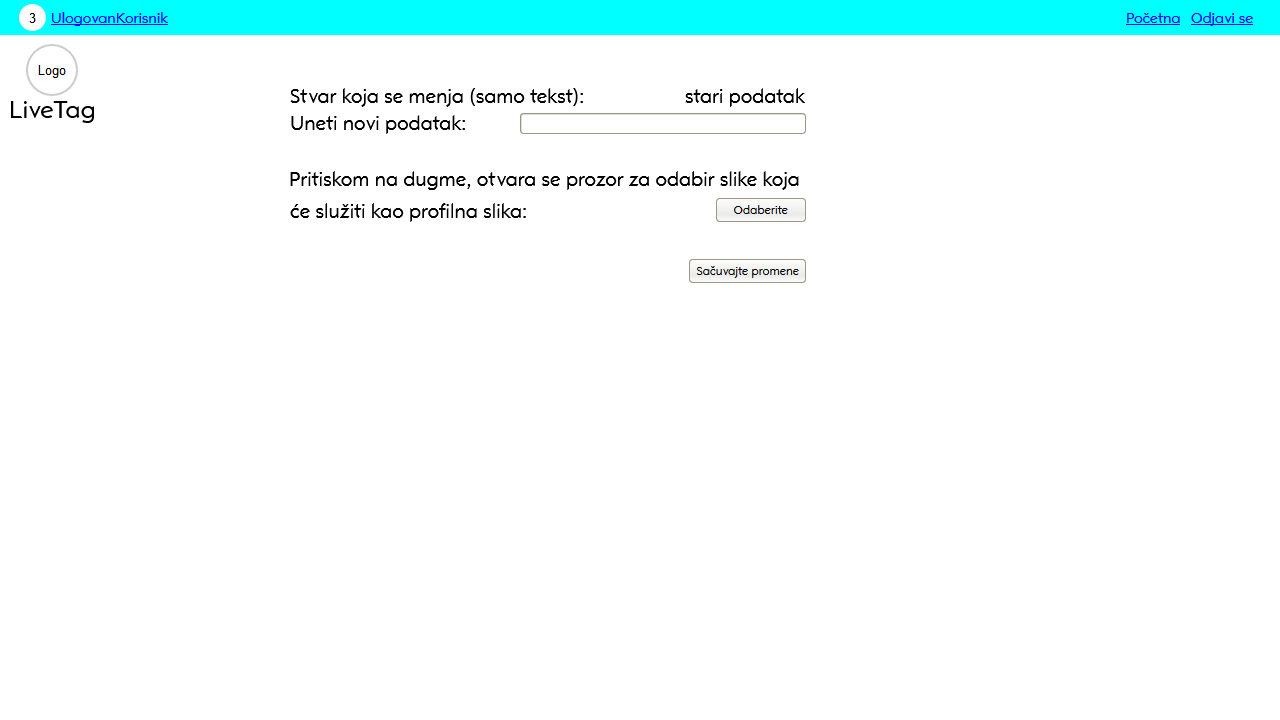 3 UlogovanKorisnik Početna Odjavi se
Logo
LiveTag
Stvar koja se menja (samo tekst): stari podatak
Uneti novi podatak:
Pritiskom na dugme, otvara se prozor za odabir slike koja
će služiti kao profilna slika: Odaberite
Sačuvajte promene